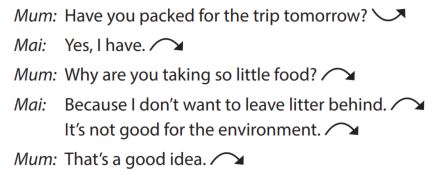 Mum: Have you packed for the trip tomorrow?
Mai: Yes, I have.
Mum: Why are you taking so little food?
Mai: Because I don't want to leave litter behind.
It's not good for the environment.
Mum: That's a good idea.